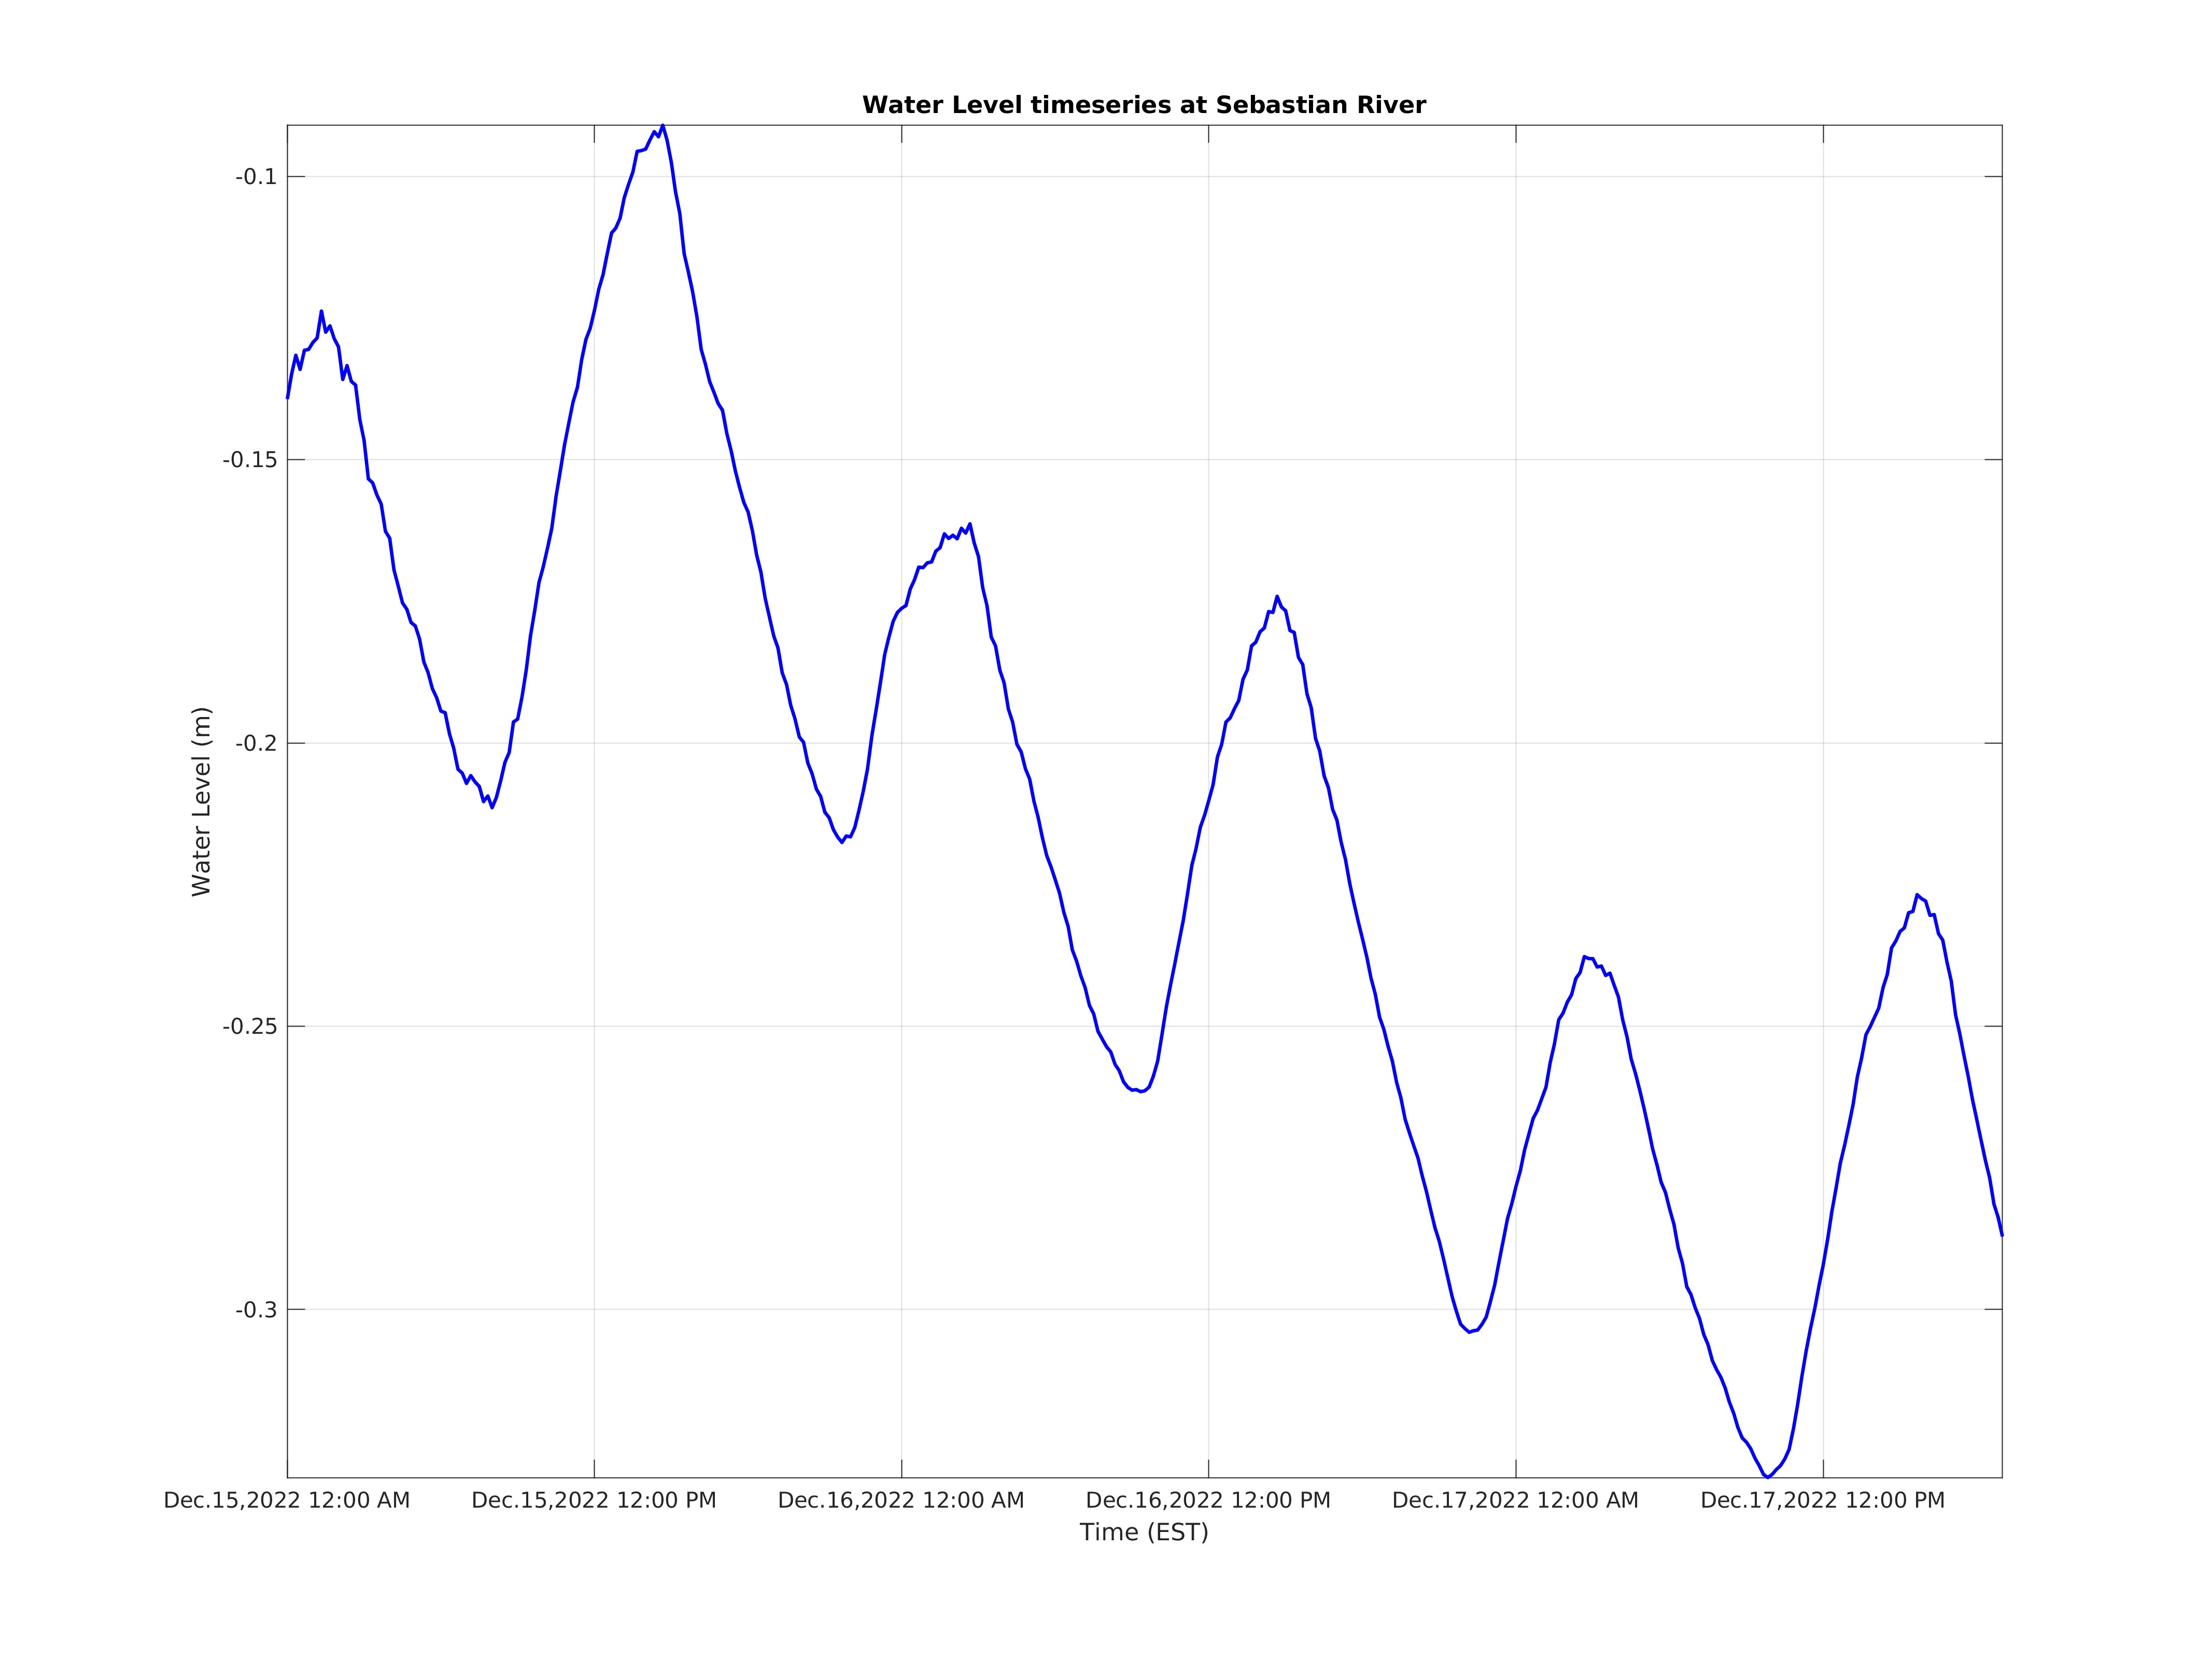 Water Level timeseries at Sebastian River
-0.1
-0.15
-0.2
-0.25
-0.3
Water Level (m)
Dec.15,2022 12:00 AM Dec.15,2022 12:00 PM Dec.16,2022 12:00 AM Dec.16,2022 12:00 PM Dec.17,2022 12:00 AM Dec.17,2022 12:00 PM
Time (EST)